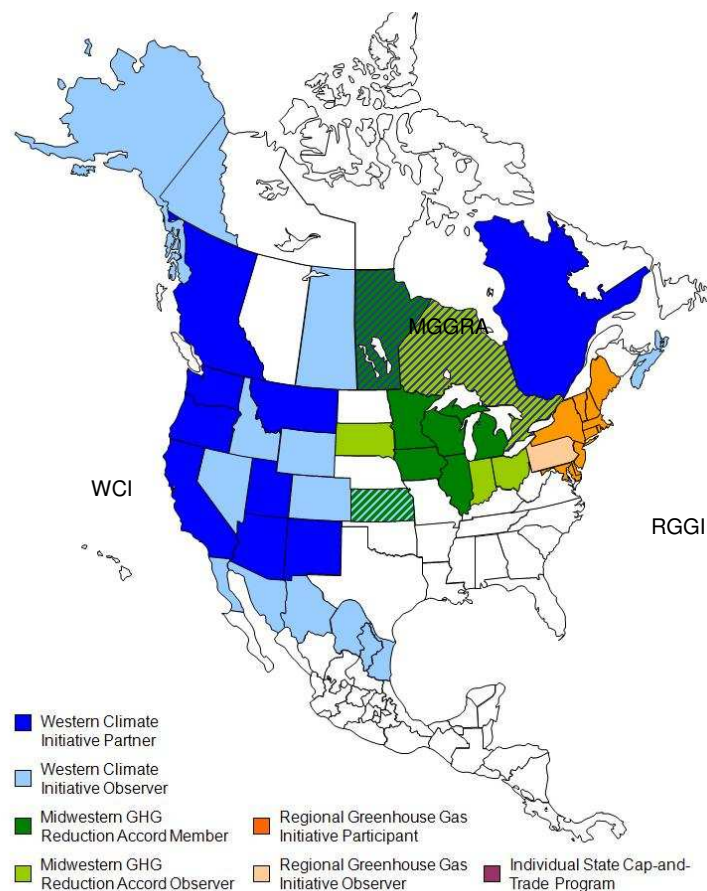 MGGRA
WCI
RGGI
Western Climate
Initiative Partner
Western Climate
Initiative Observer
Midwestern GHG
Reduction Accord Member
Midwestern GHG
Reduction Accord Observer
Regional Greenhouse Gas
Initiative Participant
Regional Greenhouse Gas
Initiative Observer
Individual State Cap-and-
Trade Program